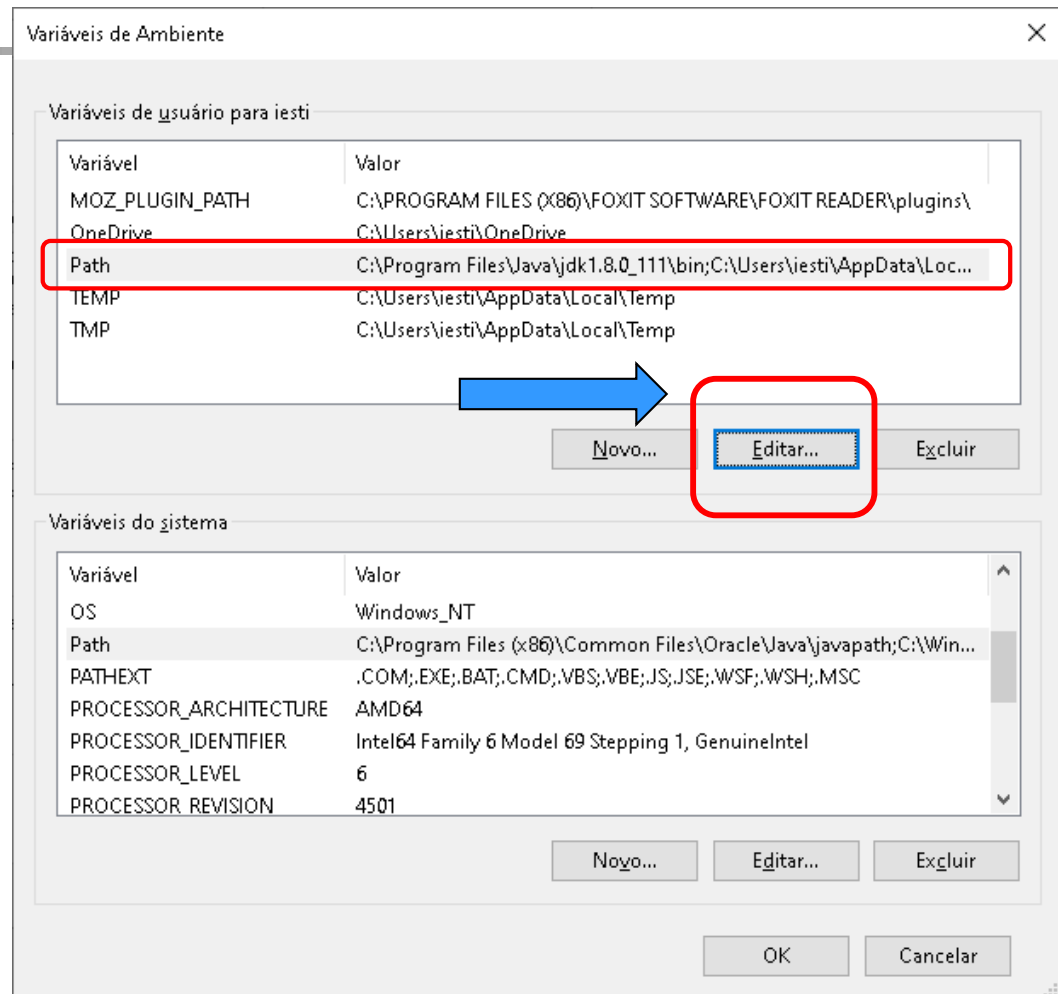 Variáveis de Ambiente
Variáveis de usuário para iesti
Variável Valor
MOZ_PLUGIN_PATH C:\PROGRAM FILES (X86)\FOXIT SOFTWARE\FOXIT READER\plugins\
OneDrive C:\Users\iesti\OneDrive
Path C:\Program Files\Java\jdk1.8.0_111\bin;C:\Users\iesti\AppData\Loc...
TEMP C:\Users\iesti\AppData\Local\Temp
TMP C:\Users\iesti\AppData\Local\Temp
Novo... Editar... Excluir
Variáveis do sistema
Variável Valor
OS Windows_NT
Path C:\Program Files (x86)\Common Files\Oracle\Java\javapath;C:\Win...
PATHEXT .COM;.EXE;.BAT;.CMD;.VBS;.VBE;.JS;.JSE;.WSF;.WSH;.MSC
PROCESSOR_ARCHITECTURE AMD64
PROCESSOR_IDENTIFIER Intel64 Family 6 Model 69 Stepping 1, GenuineIntel
PROCESSOR_LEVEL 6
PROCESSOR_REVISION 4501
Novo... Editar... Excluir
OK Cancelar